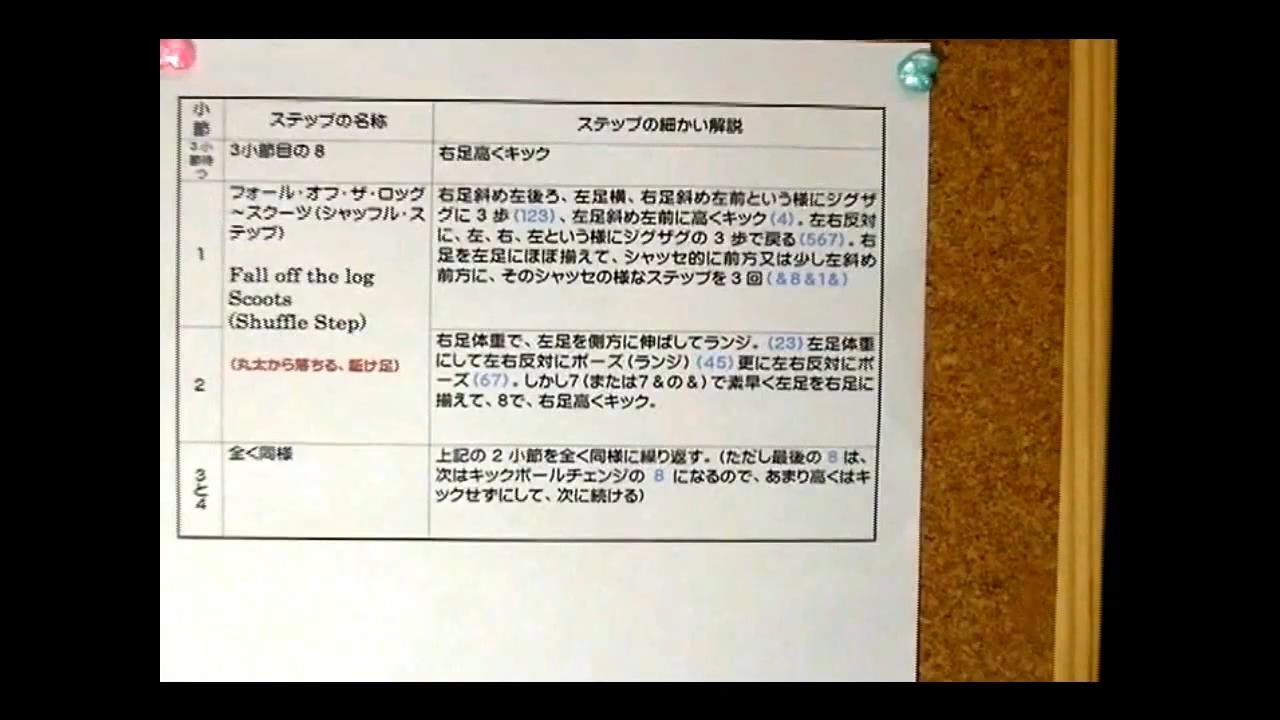 小
節
ステップの名称
ステップの細かい解説
3小
節待
つ
3小節目の8
右足高くキック
1
フォール・オフ・ザ・ロッグ
～スクーツ(シャッフル・ス
テップ)
Fall off the log
Scoots
(Shuffle Step)
(丸太から落ちる、駈け足)
右足斜め左後ろ、左足横、右足斜め左前という様にジグザ
グに3歩(123)、左足斜め左前に高くキック(4)。左右反対
に、左、右、左という様にジグザグの3歩で戻る(567)。右
足を左足にほぼ揃えて、シャッセ的に前方又は少し左斜め
前方に、そのシャッセの様なステップを3回(&8&1&)
2
右足体重で、左足を側方に伸ばしてランジ。(23)左足体重
にして左右反対にポーズ(ランジ)(45)更に左右反対にポ
ーズ(67)。しかし7(または7&の&)で素早く左足を右足に
揃えて、8で、右足高くキック。
3
と
4
全く同様
上記の2小節を全く同様に繰り返す。(ただし最後の8は、
次はキックボールチェンジの8になるので、あまり高くはキ
ックせずにして、次に続ける)